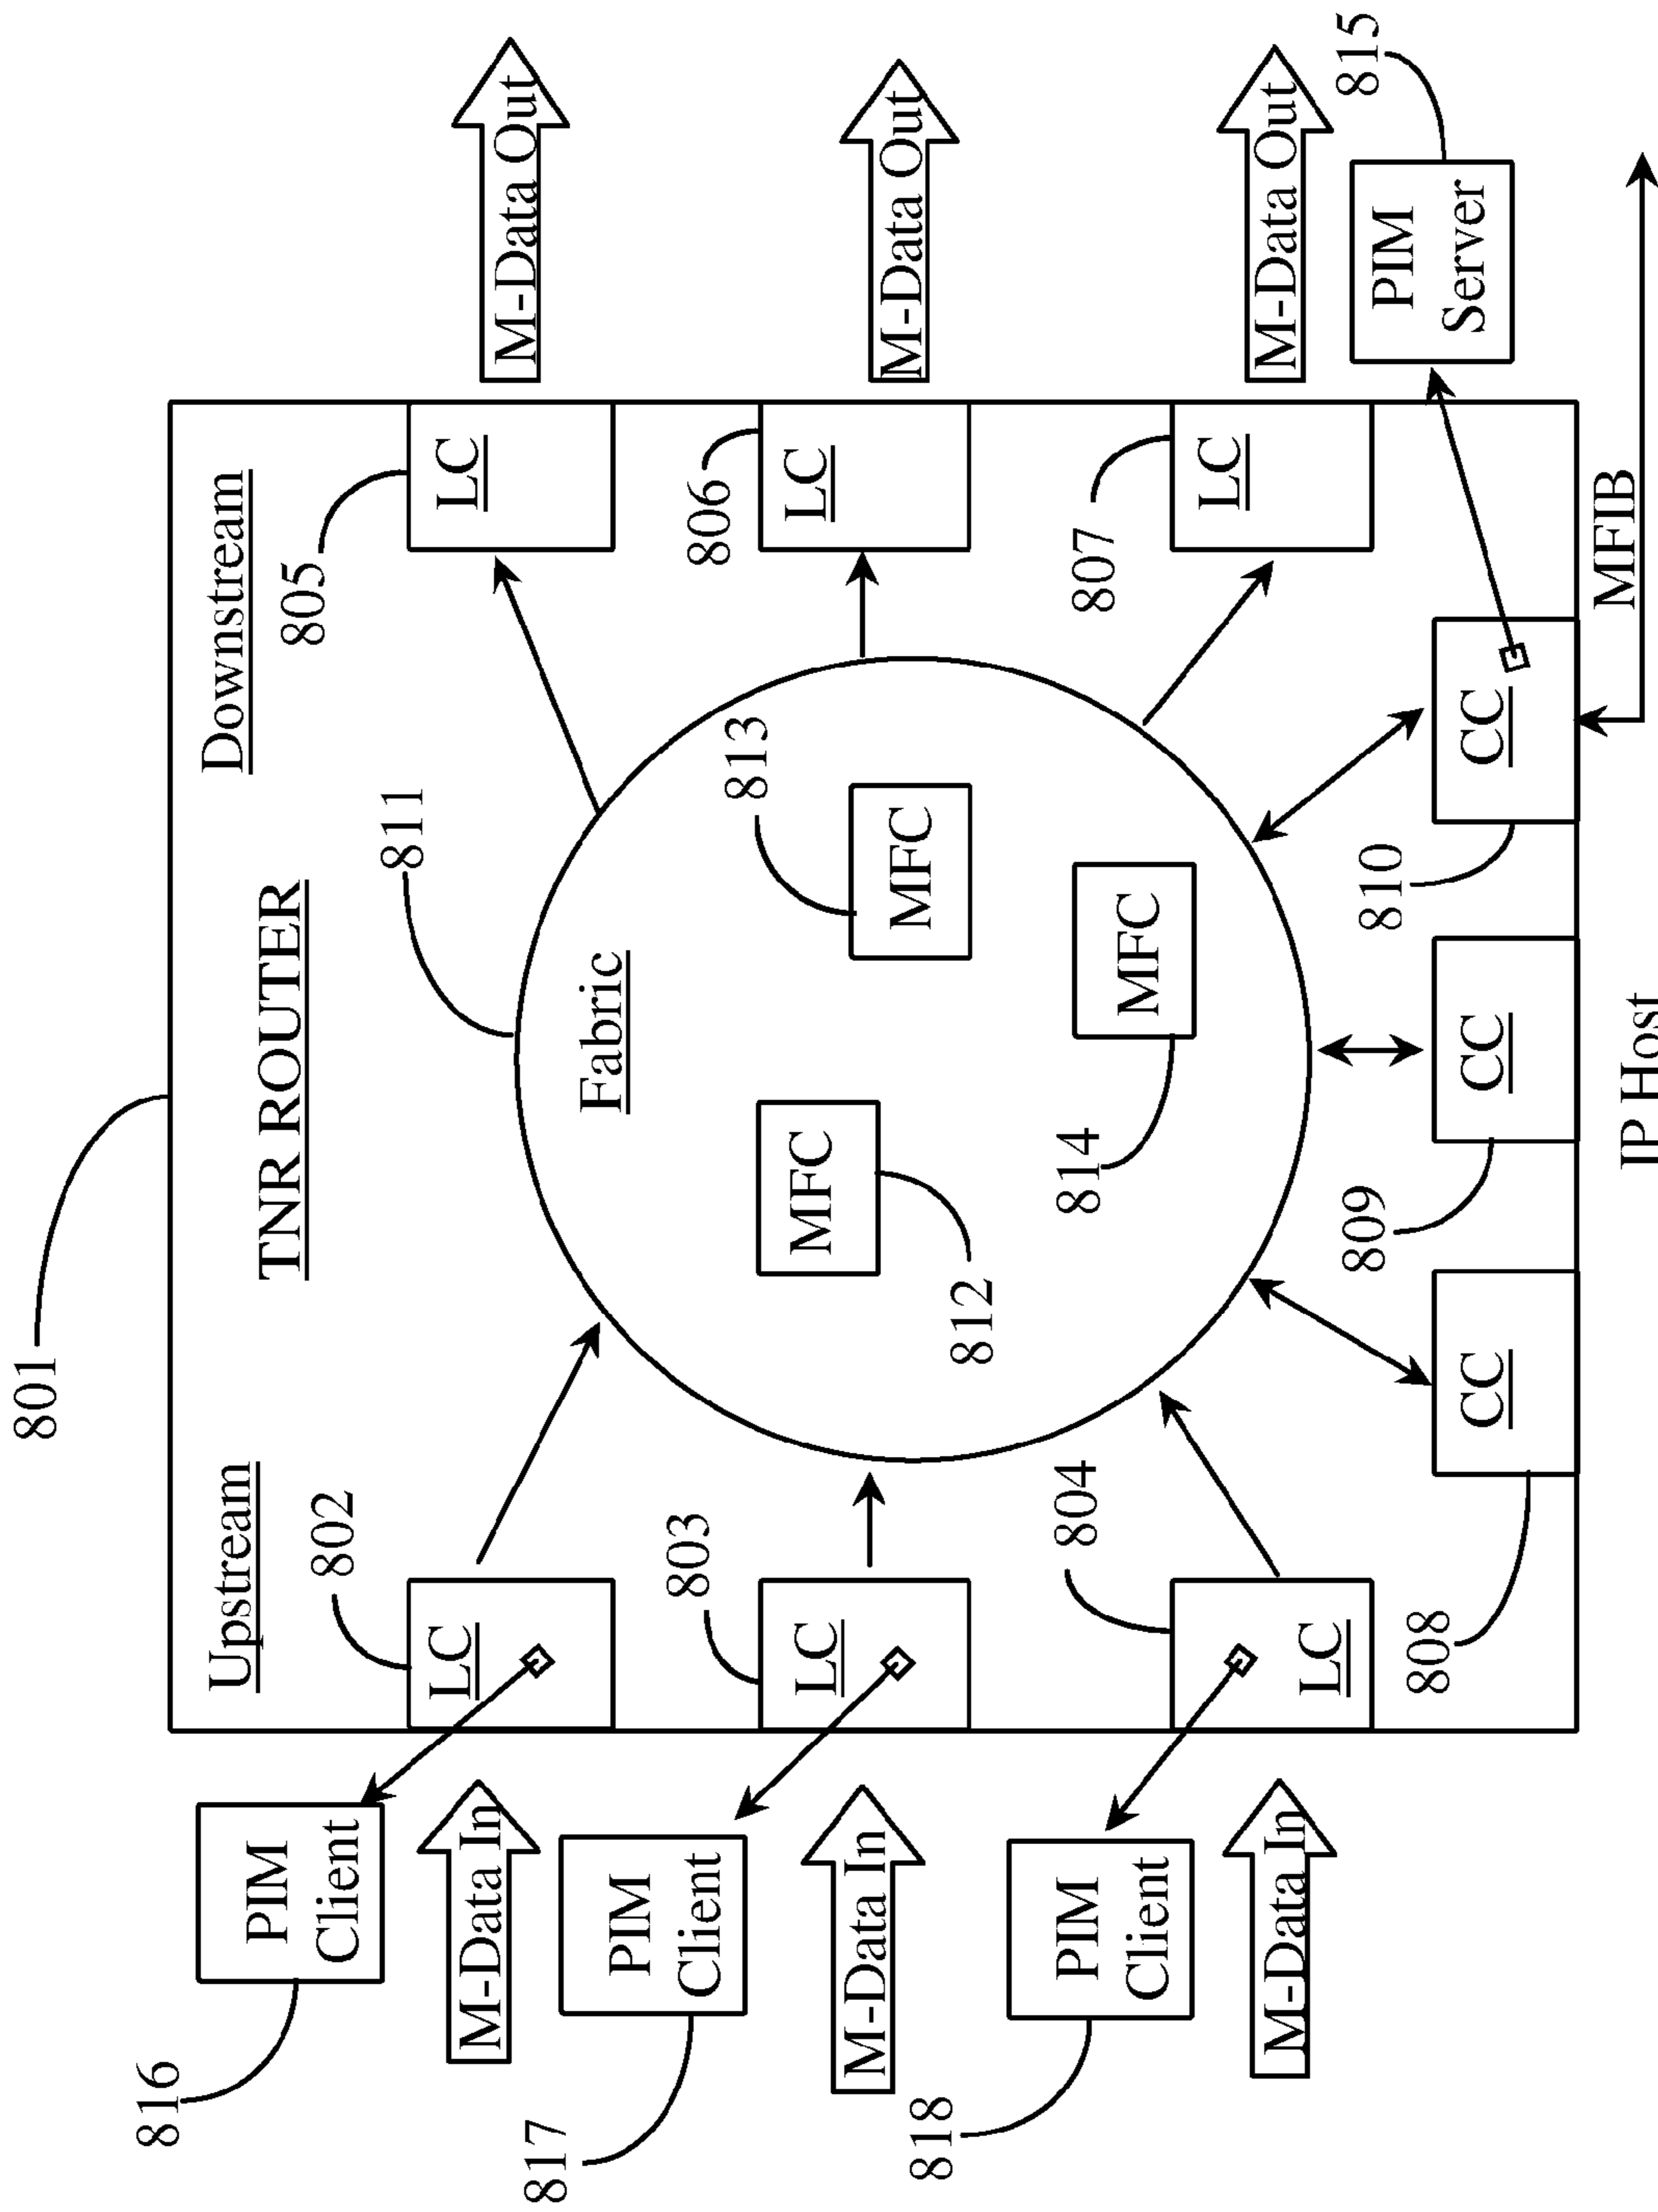 801
816
Upstream
Downstream
TNR ROUTER
PIM
Client
802
805
811
LC
LC
M-Data In
M-Data Out
817
Fabric
PIM
Client
803
806
813
MFC
LC
LC
M-Data In
M-Data Out
MFC
818
812
PIM
Client
804
814
807
MFC
LC
M-Data In
M-Data Out
LC
815
809
810
PIM
Server
808
CC
CC
CC
MFIB
IP Host